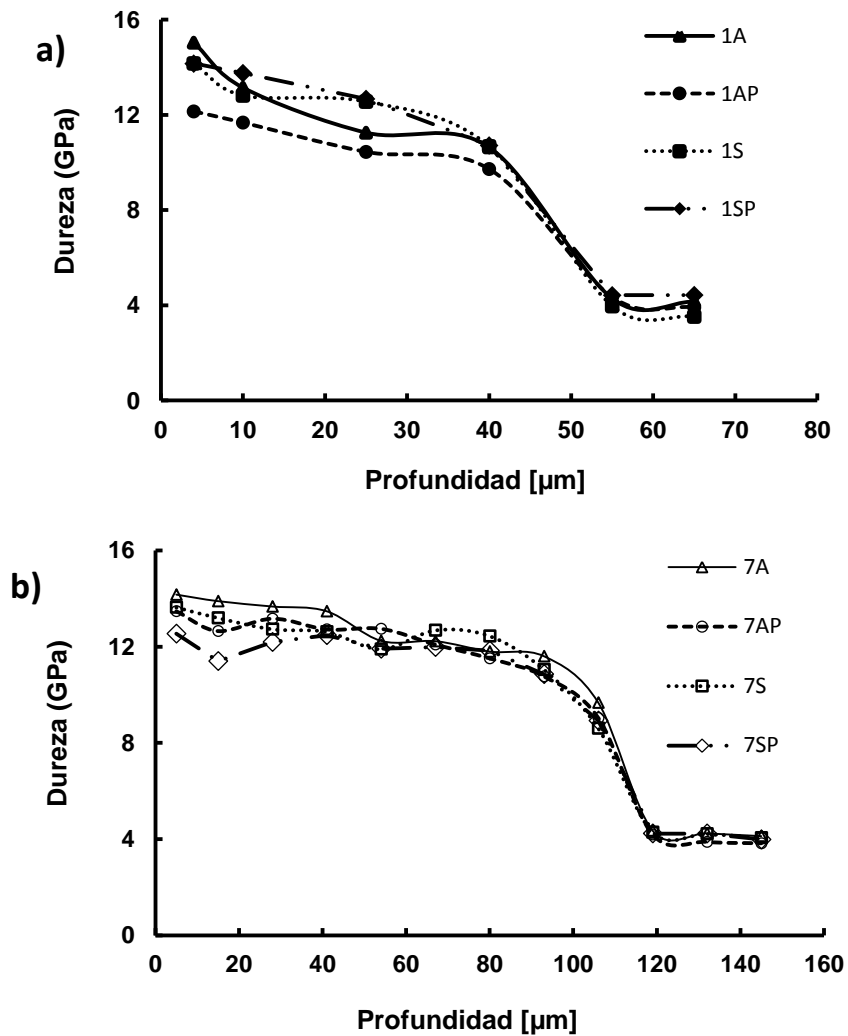 a)
Dureza (GPa)
16
12
8
4
0
0 10 20 30 40 50 60 70 80
Profundidad [µm]
1A
1AP
1S
1SP
b)
Dureza (GPa)
16
12
8
4
0
0 20 40 60 80 100 120 140 160
Profundidad [µm]
7A
7AP
7S
7SP